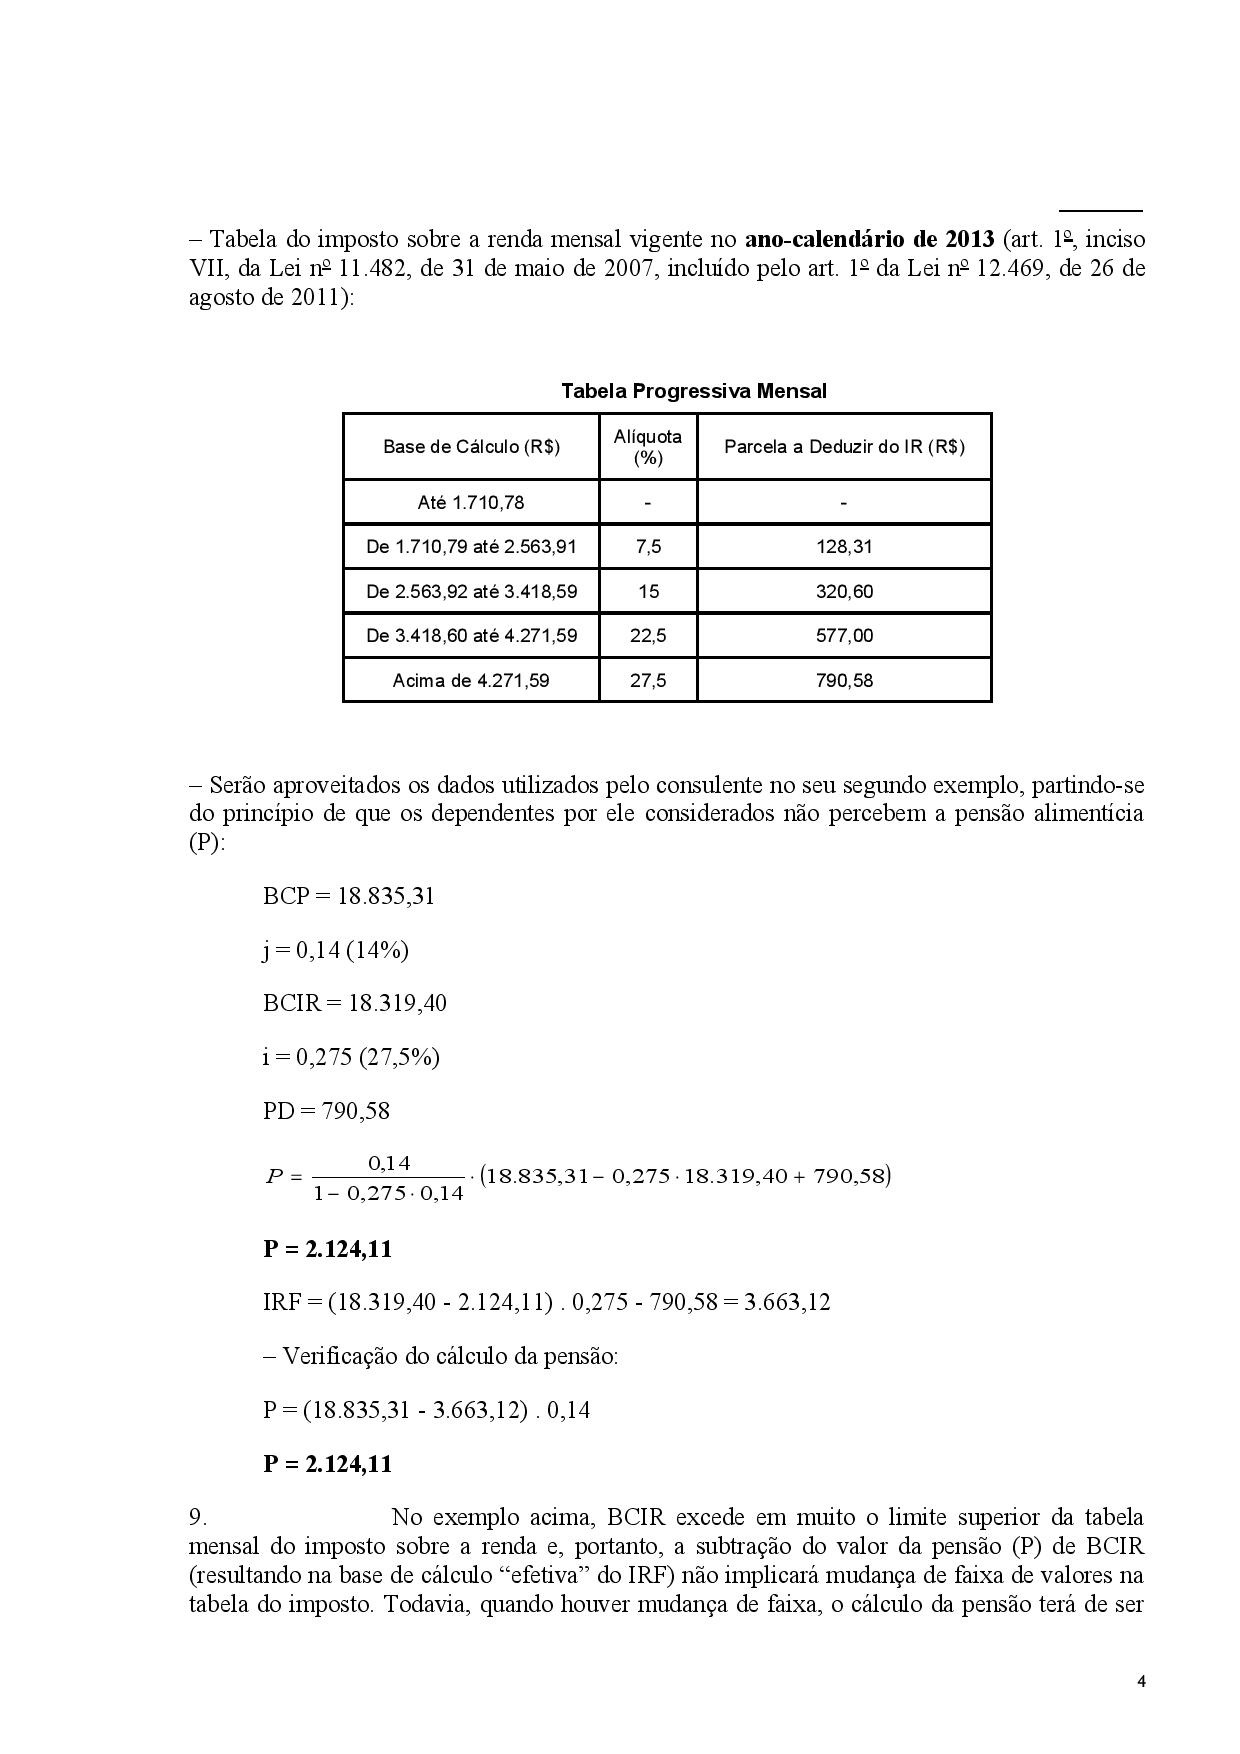 – Tabela do imposto sobre a renda mensal vigente no ano-calendário de 2013 (art. 1º, inciso
VII, da Lei nº 11.482, de 31 de maio de 2007, incluído pelo art. 1º da Lei nº 12.469, de 26 de
agosto de 2011):
Tabela Progressiva Mensal
Base de Cálculo (R$) Alíquota (%) Parcela a Deduzir do IR (R$)
Até 1.710,78 - -
De 1.710,79 até 2.563,91 7,5 128,31
De 2.563,92 até 3.418,59 15 320,60
De 3.418,60 até 4.271,59 22,5 577,00
Acima de 4.271,59 27,5 790,58
– Serão aproveitados os dados utilizados pelo consulente no seu segundo exemplo, partindo-se
do princípio de que os dependentes por ele considerados não percebem a pensão alimentícia
(P):
BCP = 18.835,31
j = 0,14 (14%)
BCIR = 18.319,40
i = 0,275 (27,5%)
PD = 790,58
P = 0,14 / (1 − 0,275 · 0,14) · (18.835,31 − 0,275 · 18.319,40 + 790,58)
P = 2.124,11
IRF = (18.319,40 - 2.124,11) . 0,275 - 790,58 = 3.663,12
– Verificação do cálculo da pensão:
P = (18.835,31 - 3.663,12) . 0,14
P = 2.124,11
9. No exemplo acima, BCIR excede em muito o limite superior da tabela
mensal do imposto sobre a renda e, portanto, a subtração do valor da pensão (P) de BCIR
(resultando na base de cálculo “efetiva” do IRF) não implicará mudança de faixa de valores na
tabela do imposto. Todavia, quando houver mudança de faixa, o cálculo da pensão terá de ser
4